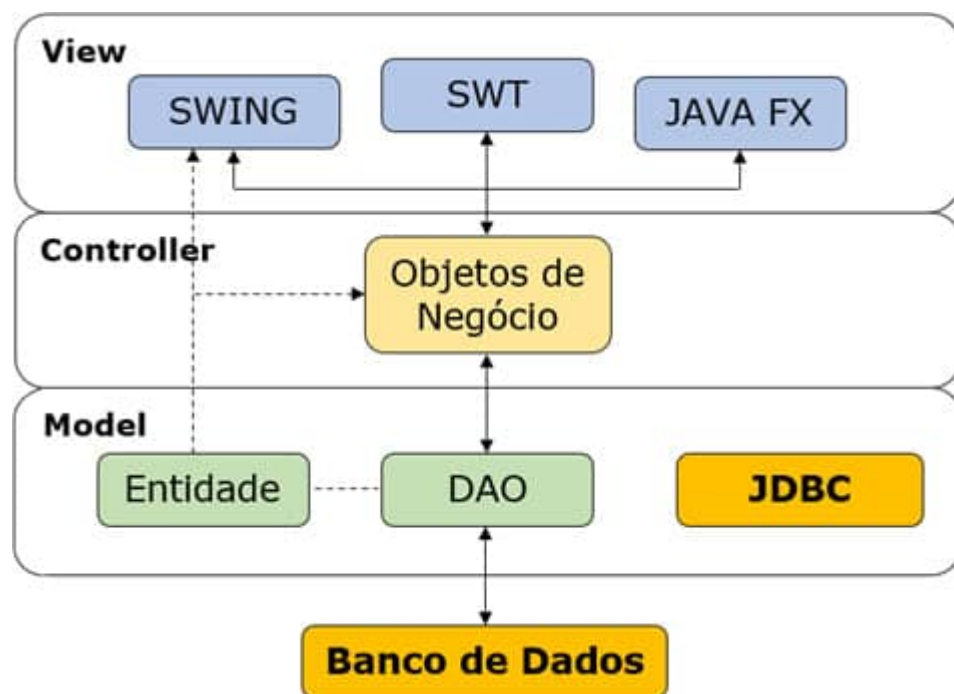 View
SWING
SWT
JAVA FX
Controller
Objetos de
Negócio
Model
Entidade
DAO
JDBC
Banco de Dados